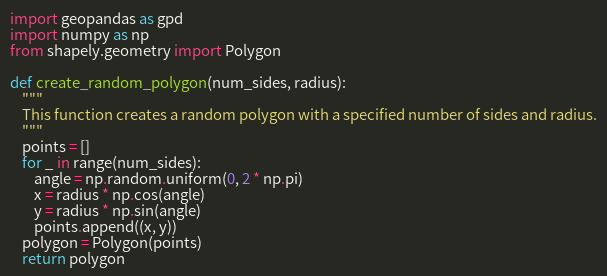 import geopandas as gpd
import numpy as np
from shapely.geometry import Polygon

def create_random_polygon(num_sides, radius):
    """
    This function creates a random polygon with a specified number of sides and radius.
    """
    points = []
    for _ in range(num_sides):
        angle = np.random.uniform(0, 2 * np.pi)
        x = radius * np.cos(angle)
        y = radius * np.sin(angle)
        points.append((x, y))
    polygon = Polygon(points)
    return polygon